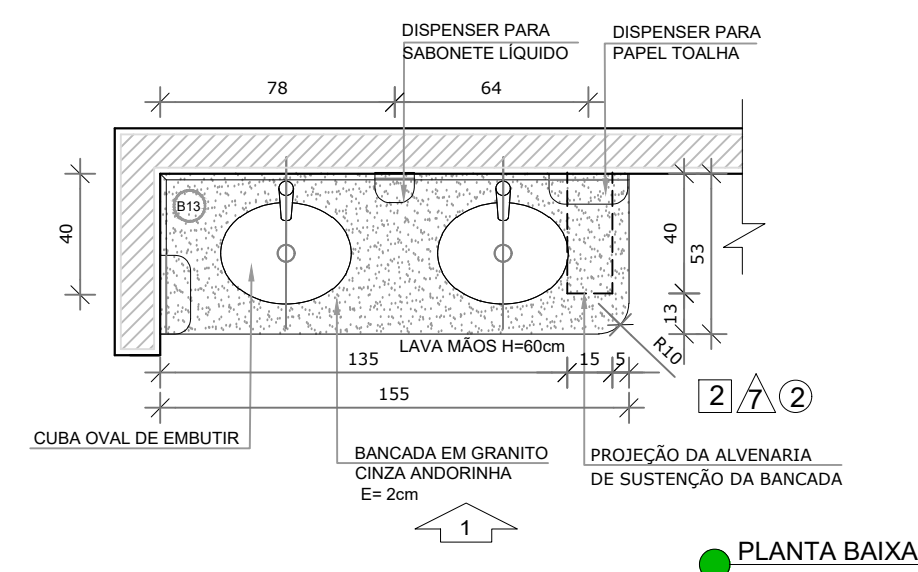 DISPENSER PARA
SABONETE LÍQUIDO
DISPENSER PARA
PAPEL TOALHA
78
64
B13
40
40
53
13
LAVA MÃOS H=60cm
R10
135
15
5
155
2
7
2
CUBA OVAL DE EMBUTIR
BANCADA EM GRANITO
CINZA ANDORINHA
E= 2cm
PROJEÇÃO DA ALVENARIA
DE SUSTENÇÃO DA BANCADA
1
PLANTA BAIXA